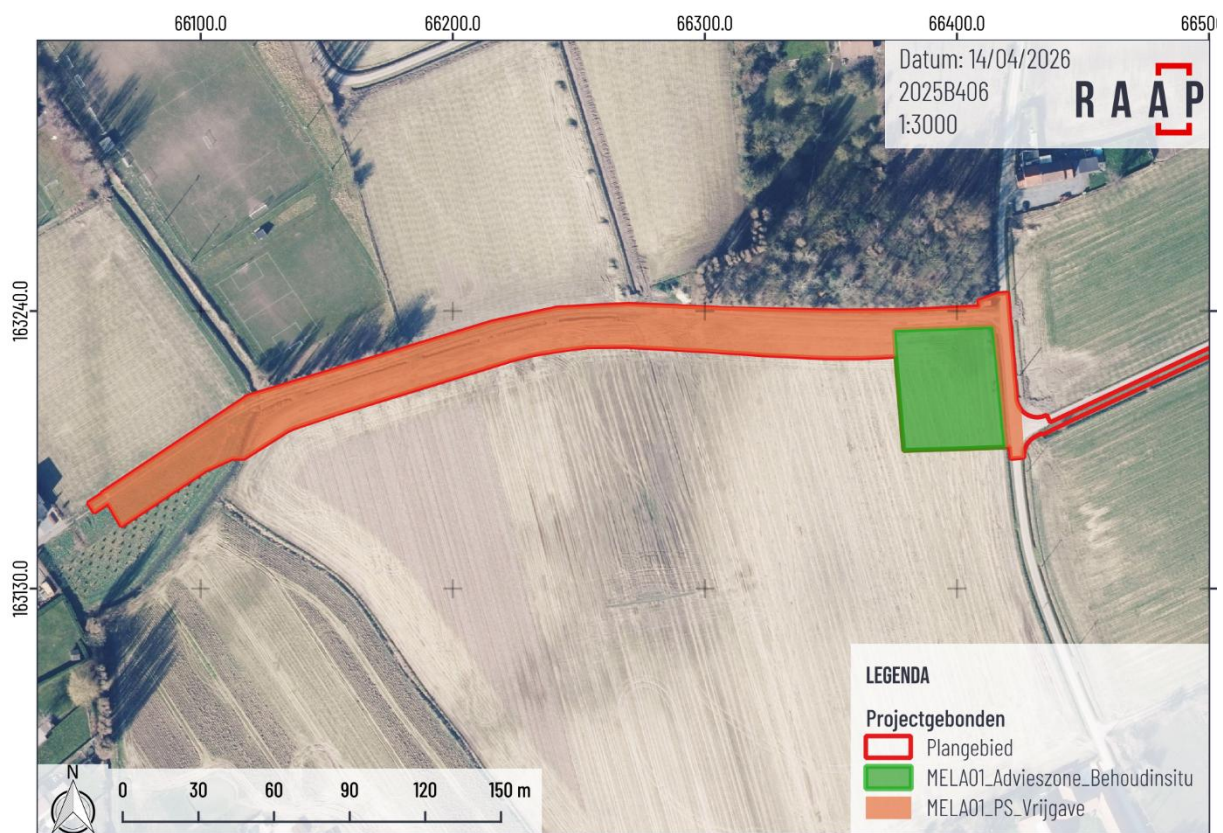 66100.0 66200.0 66300.0 66400.0 6650
Datum: 14/04/2026
2025B406
1:3000
RAAP
163240.0
163130.0
LEGENDA
Projectgebonden
Plangebied
MELA01_Advieszone_Behoudinsitu
MELA01_PS_Vrijgave
N
0 30 60 90 120 150 m